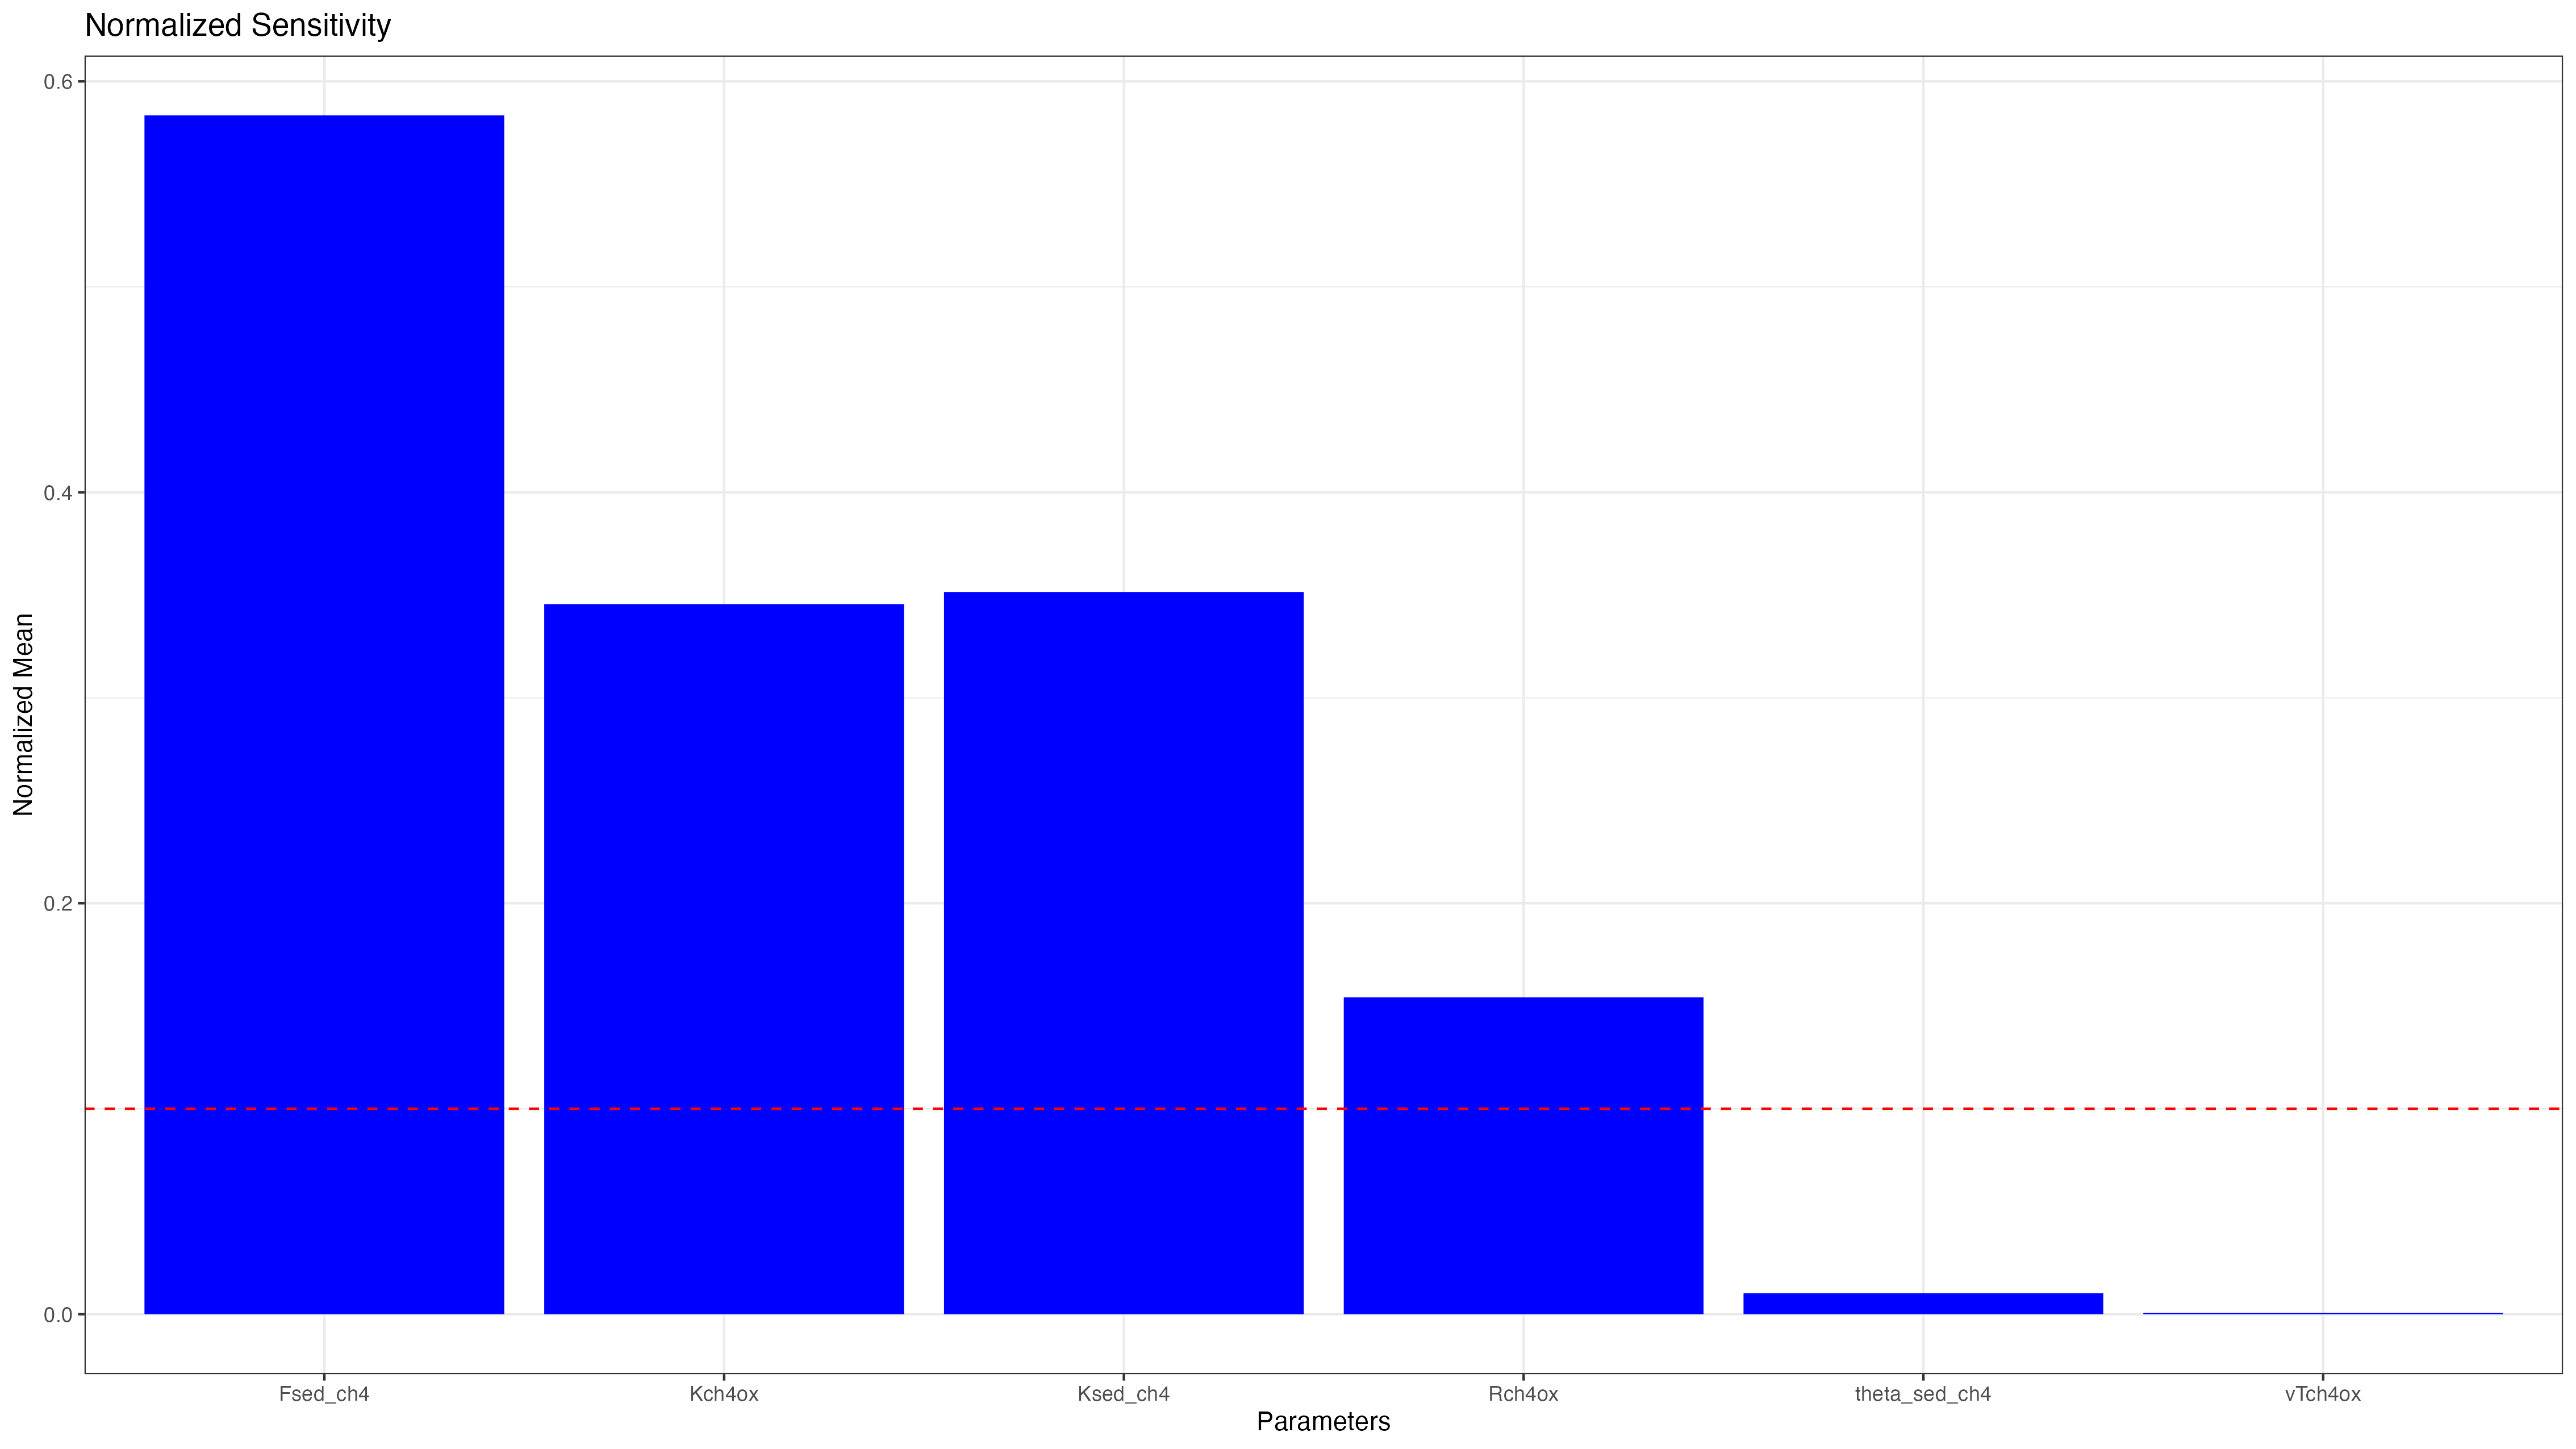 Normalized Sensitivity
Normalized Mean
0.6
0.4
0.2
0.0
Fsed_ch4 Kch4ox Ksed_ch4 Rch4ox theta_sed_ch4 vTch4ox
Parameters